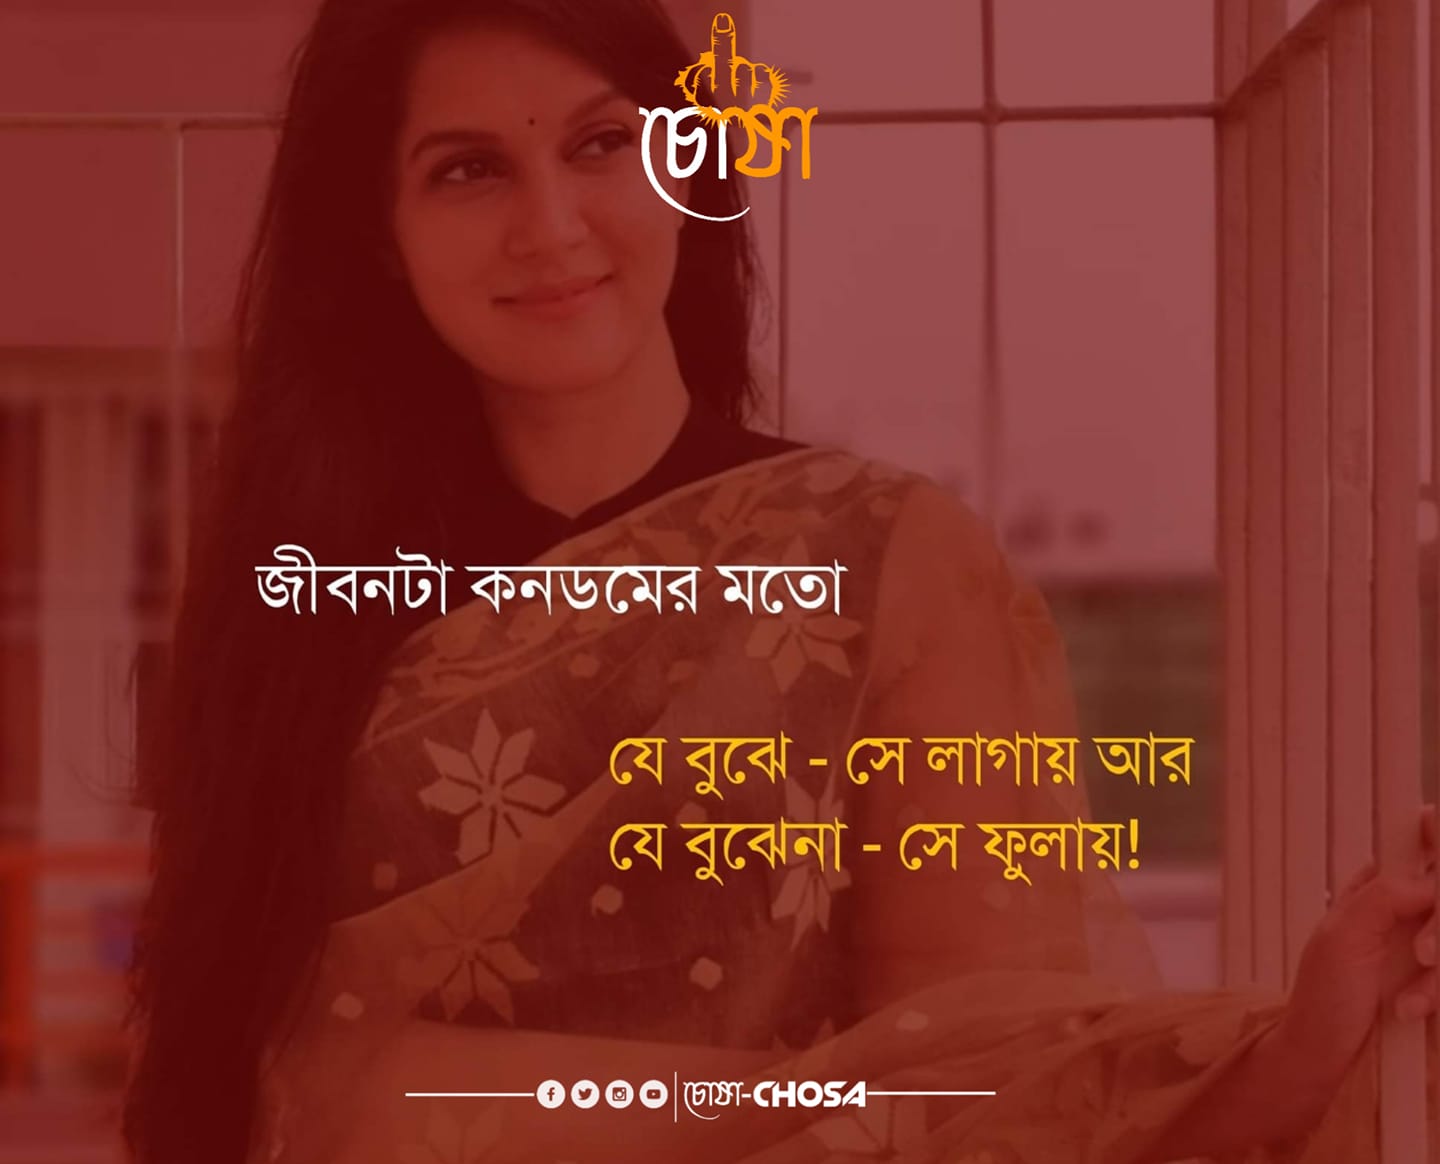 চোষা
জীবনটা কনডমের মতো
যে বুঝে - সে লাগায় আর
যে বুঝেনা - সে ফুলায়!
চোষা-CHOSA